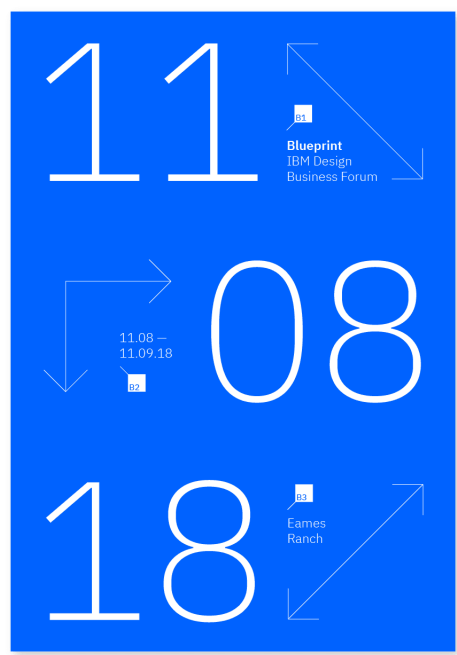 11
B1
Blueprint
IBM Design
Business Forum
08
11.08 —
11.09.18
B2
18
B3
Eames
Ranch